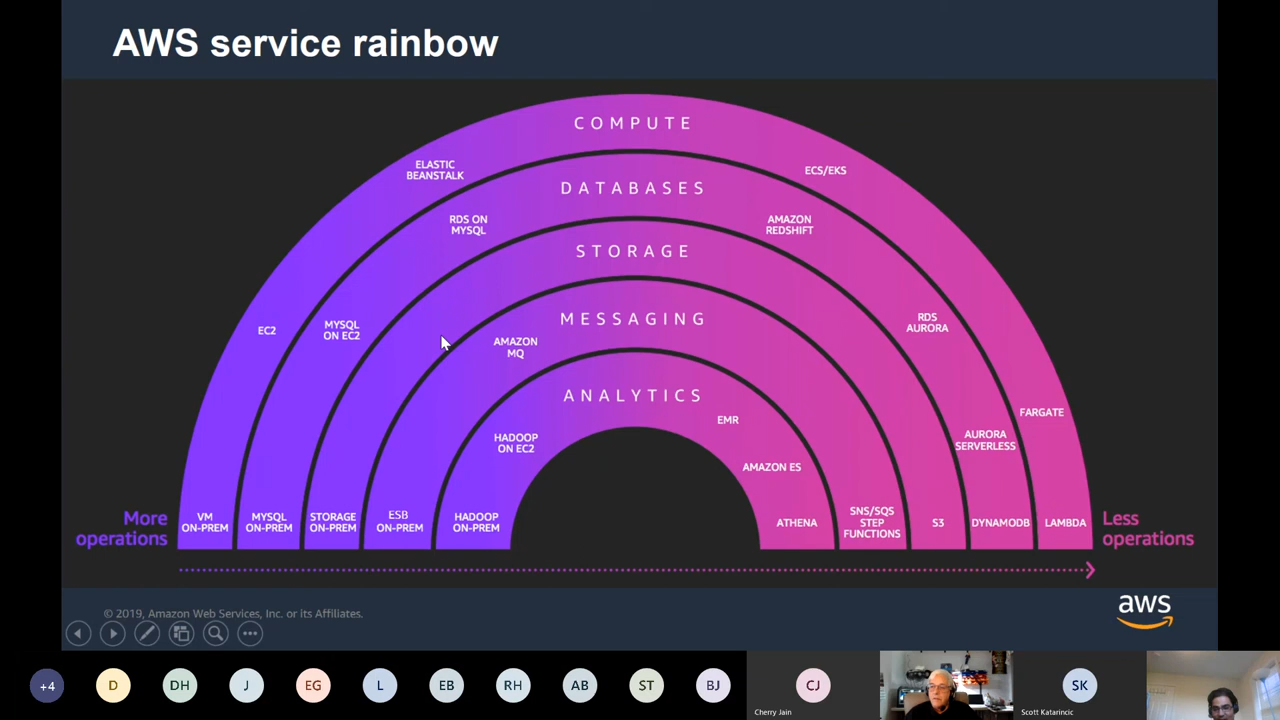 AWS service rainbow
COMPUTE
ELASTIC
BEANSTALK
ECS/EKS
DATABASES
RDS ON
MYSQL
AMAZON
REDSHIFT
STORAGE
MESSAGING
EC2
MYSQL
ON EC2
AMAZON
MQ
RDS
AURORA
ANALYTICS
EMR
FARGATE
HADOOP
ON EC2
AURORA
SERVERLESS
AMAZON ES
More
operations
VM
ON-PREM
MYSQL
ON-PREM
STORAGE
ON-PREM
ESB
ON-PREM
HADOOP
ON-PREM
ATHENA
SNS/SQS
STEP
FUNCTIONS
S3
DYNAMODB
LAMBDA
Less
operations
© 2019, Amazon Web Services, Inc. or its Affiliates.
aws
+4
D
DH
J
EG
L
EB
RH
AB
ST
BJ
CJ
Cherry Jain
SK
Scott Katarincic